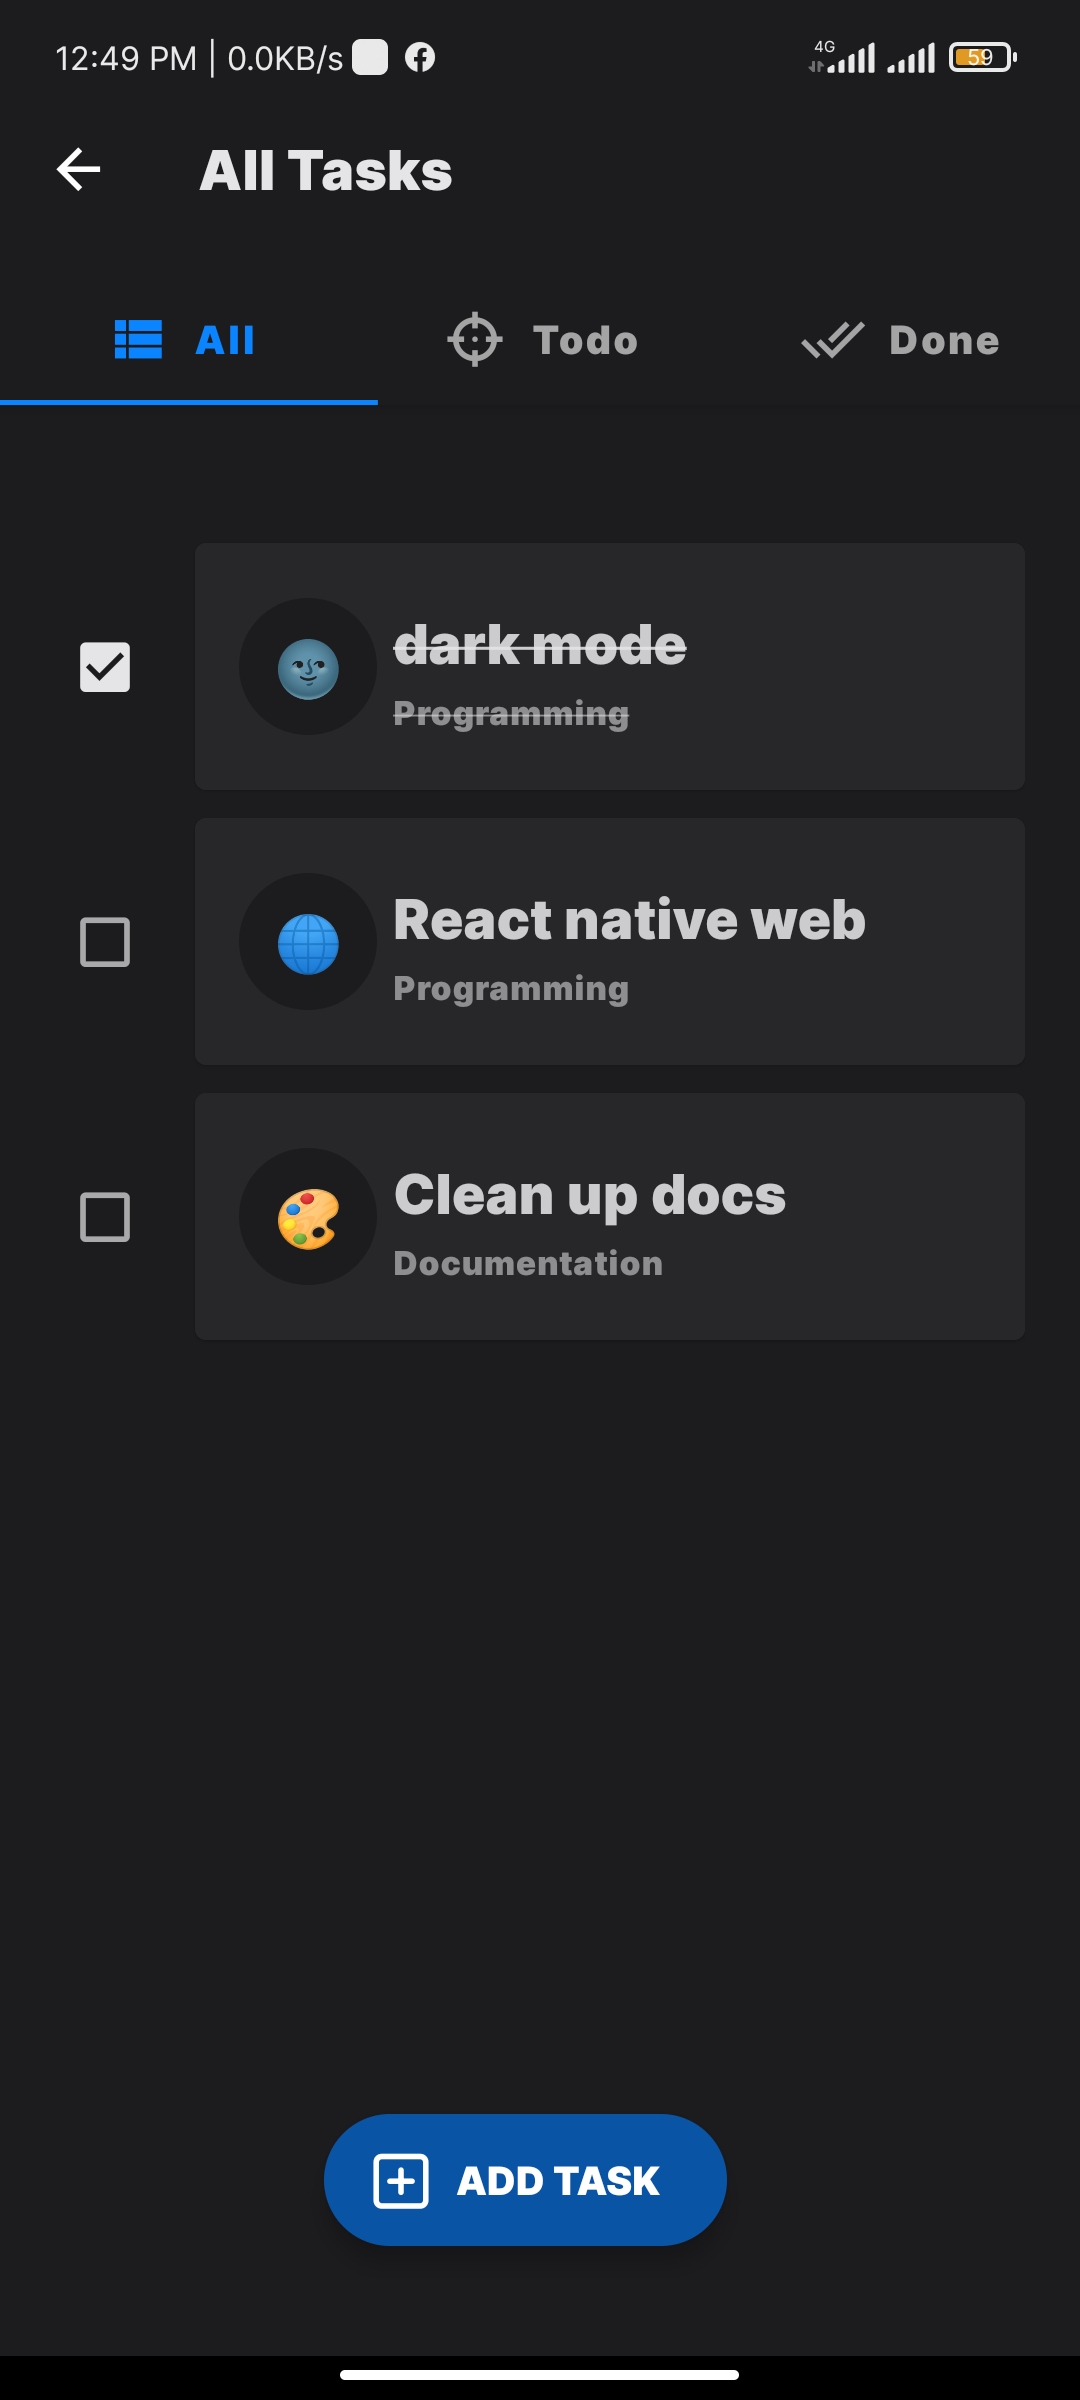 12:49 PM | 0.0KB/s 4G 59
All Tasks
All Todo Done
dark mode
Programming
React native web
Programming
Clean up docs
Documentation
ADD TASK